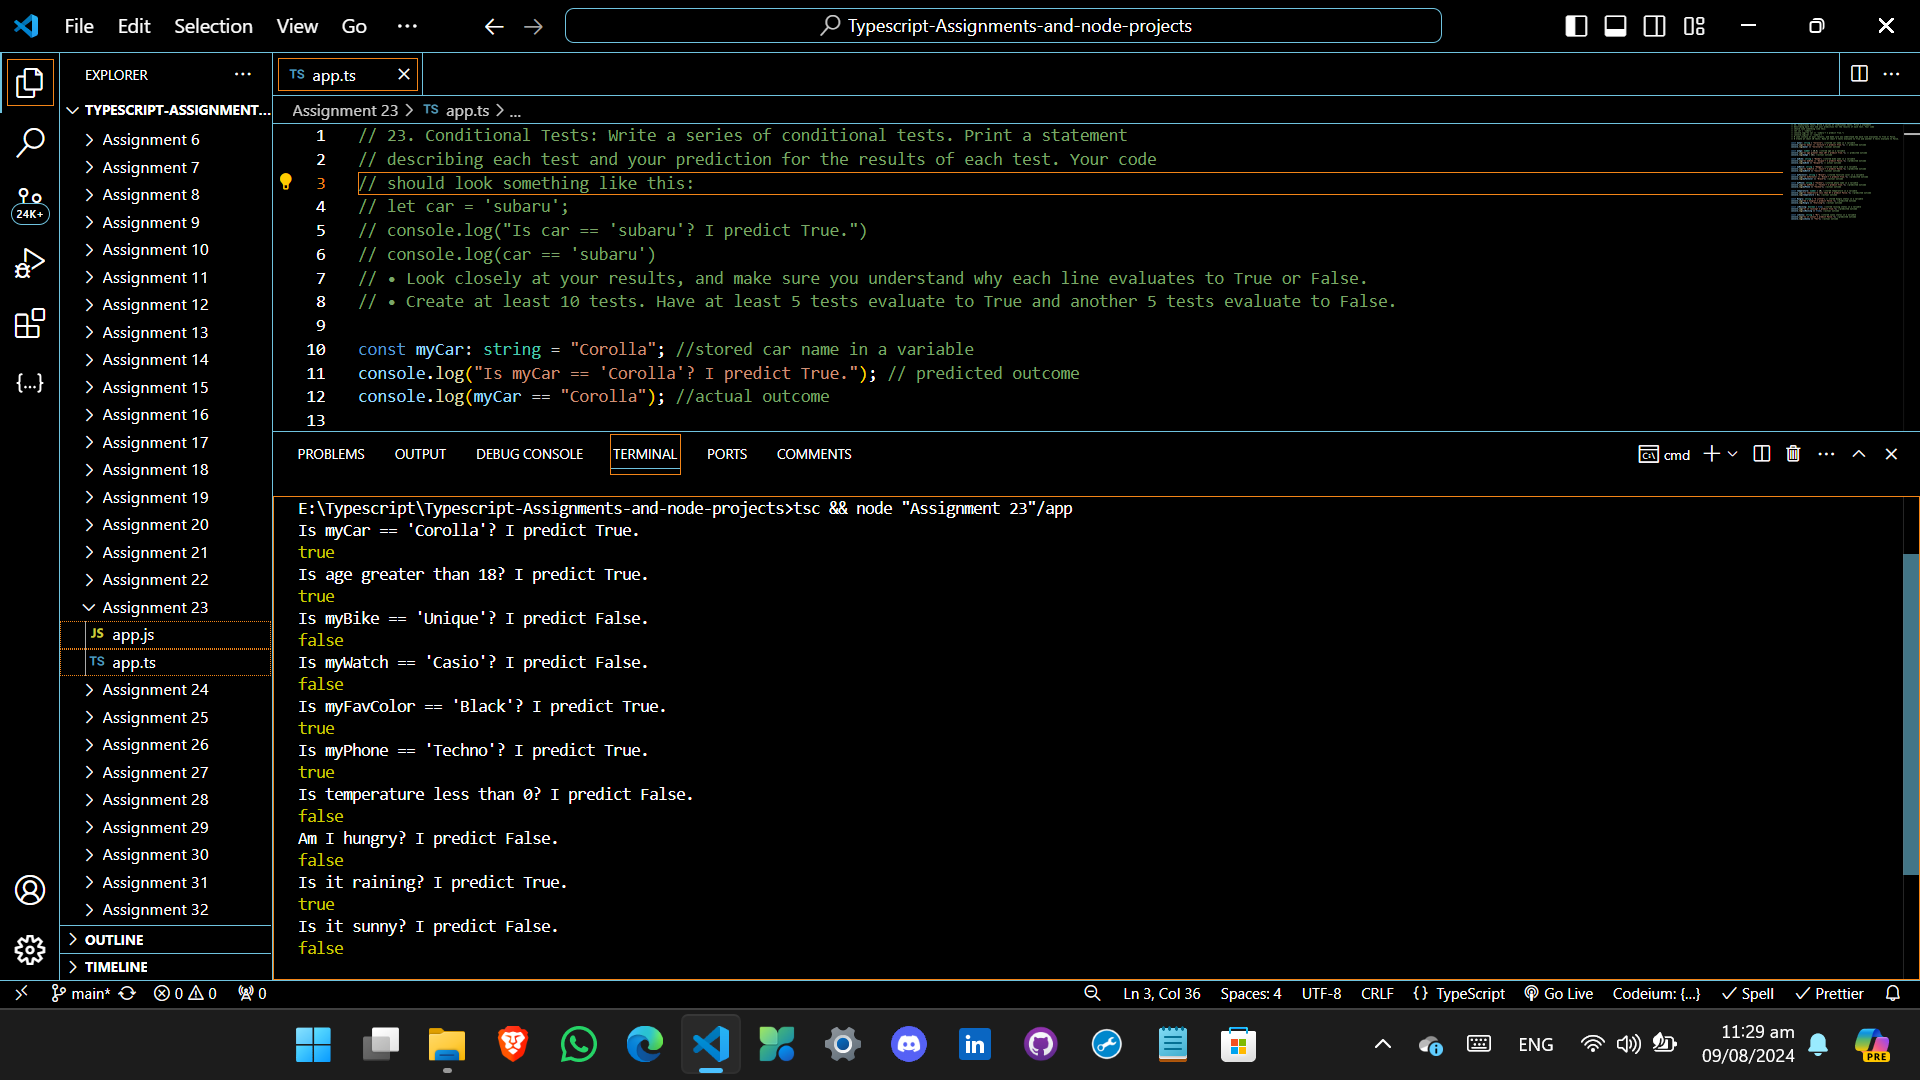 File Edit Selection View Go ···
Typescript-Assignments-and-node-projects
EXPLORER ···
TYPESCRIPT-ASSIGNMENT...
Assignment 6
Assignment 7
Assignment 8
Assignment 9
Assignment 10
Assignment 11
Assignment 12
Assignment 13
Assignment 14
Assignment 15
Assignment 16
Assignment 17
Assignment 18
Assignment 19
Assignment 20
Assignment 21
Assignment 22
Assignment 23
JS app.js
TS app.ts
Assignment 24
Assignment 25
Assignment 26
Assignment 27
Assignment 28
Assignment 29
Assignment 30
Assignment 31
Assignment 32
OUTLINE
TIMELINE
24K+
TS app.ts
Assignment 23 > TS app.ts > ...
1 // 23. Conditional Tests: Write a series of conditional tests. Print a statement
2 // describing each test and your prediction for the results of each test. Your code
3 // should look something like this:
4 // let car = 'subaru';
5 // console.log("Is car == 'subaru'? I predict True.")
6 // console.log(car == 'subaru')
7 // • Look closely at your results, and make sure you understand why each line evaluates to True or False.
8 // • Create at least 10 tests. Have at least 5 tests evaluate to True and another 5 tests evaluate to False.
9
10 const myCar: string = "Corolla"; //stored car name in a variable
11 console.log("Is myCar == 'Corolla'? I predict True."); // predicted outcome
12 console.log(myCar == "Corolla"); //actual outcome
13
PROBLEMS OUTPUT DEBUG CONSOLE TERMINAL PORTS COMMENTS
cmd
E:\Typescript\Typescript-Assignments-and-node-projects>tsc && node "Assignment 23"/app
Is myCar == 'Corolla'? I predict True.
true
Is age greater than 18? I predict True.
true
Is myBike == 'Unique'? I predict False.
false
Is myWatch == 'Casio'? I predict False.
false
Is myFavColor == 'Black'? I predict True.
true
Is myPhone == 'Techno'? I predict True.
true
Is temperature less than 0? I predict False.
false
Am I hungry? I predict False.
false
Is it raining? I predict True.
true
Is it sunny? I predict False.
false
main* 0 0 0
Ln 3, Col 36 Spaces: 4 UTF-8 CRLF {} TypeScript Go Live Codeium: {...} Spell Prettier
in
ENG
11:29 am
09/08/2024
PRE